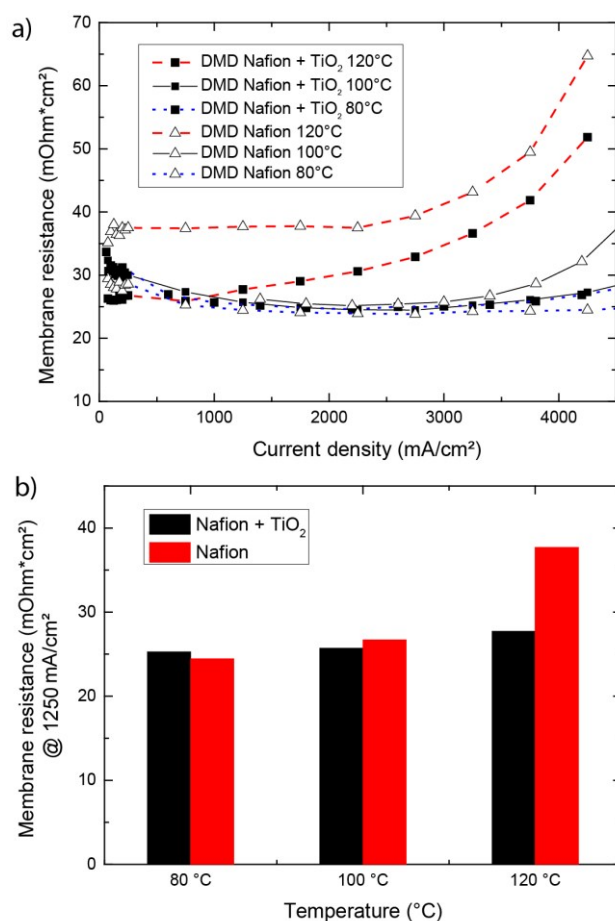 a)
Membrane resistance (mOhm*cm²)
70
60
50
40
30
20
10
DMD Nafion + TiO₂ 120°C
DMD Nafion + TiO₂ 100°C
DMD Nafion + TiO₂ 80°C
DMD Nafion 120°C
DMD Nafion 100°C
DMD Nafion 80°C
0 1000 2000 3000 4000
Current density (mA/cm²)
b)
Membrane resistance (mOhm*cm²)
@ 1250 mA/cm²
40
30
20
10
0
Nafion + TiO₂
Nafion
80 °C 100 °C 120 °C
Temperature (°C)